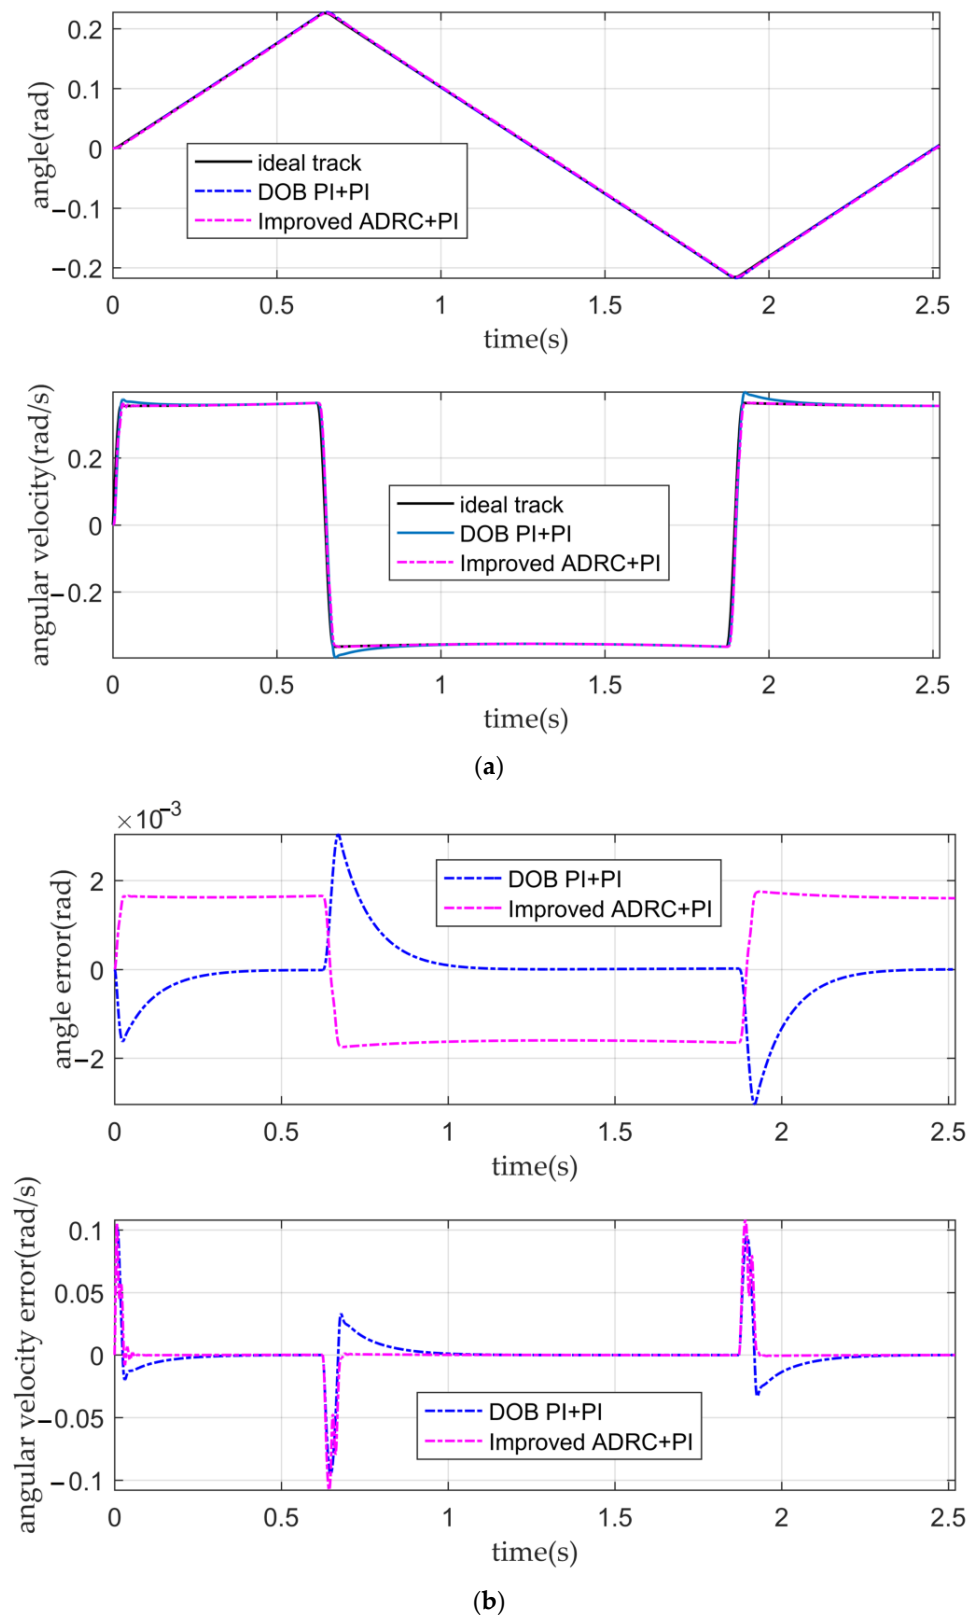 0.2
0.1
0
−0.1
−0.2
angle(rad)
ideal track
DOB PI+PI
Improved ADRC+PI
0 0.5 1 1.5 2 2.5
time(s)
0.2
0
−0.2
angular velocity(rad/s)
ideal track
DOB PI+PI
Improved ADRC+PI
0 0.5 1 1.5 2 2.5
time(s)
(a)
×10⁻³
2
0
−2
angle error(rad)
DOB PI+PI
Improved ADRC+PI
0 0.5 1 1.5 2 2.5
time(s)
0.1
0.05
0
−0.05
−0.1
angular velocity error(rad/s)
DOB PI+PI
Improved ADRC+PI
0 0.5 1 1.5 2 2.5
time(s)
(b)